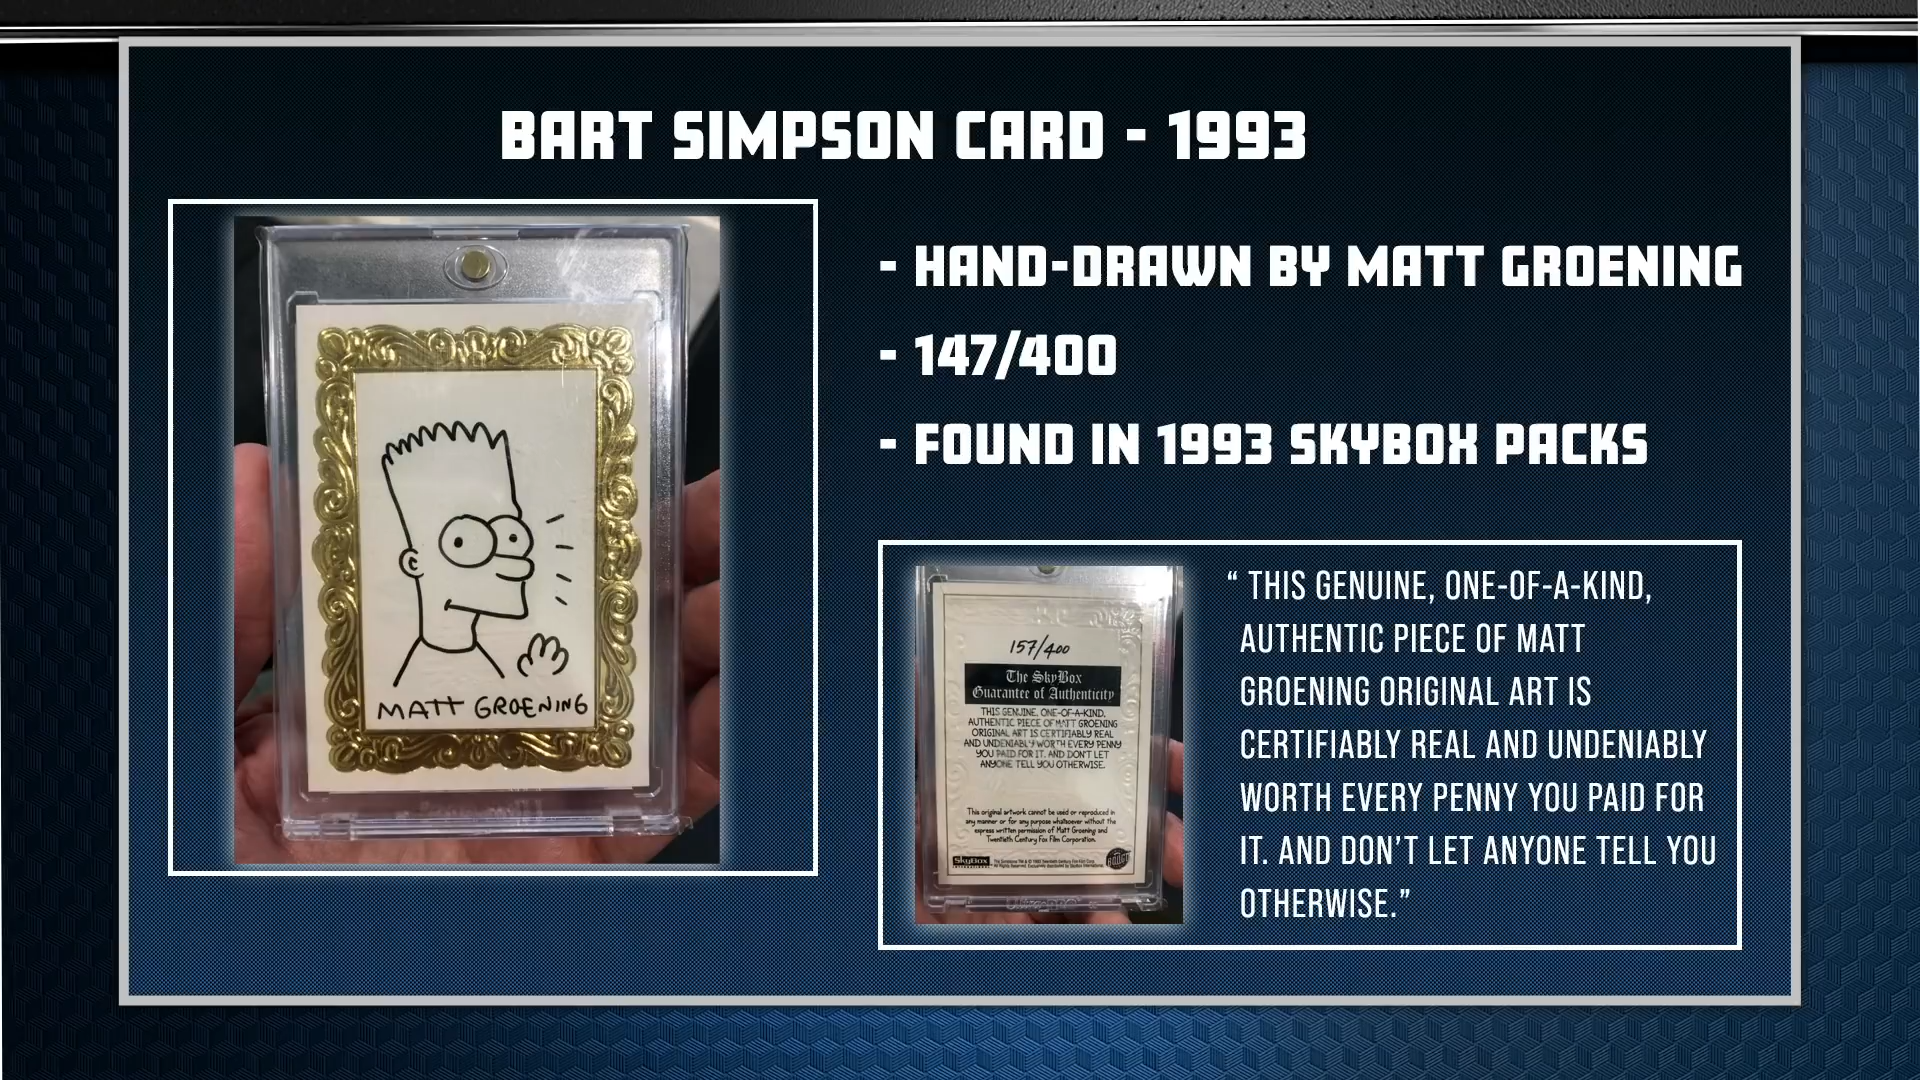 BART SIMPSON CARD - 1993
- HAND-DRAWN BY MATT GROENING
- 147/400
- FOUND IN 1993 SKYBOX PACKS
MATT GROENING
157/400
The SkyBox
Guarantee of Authenticity
THIS GENUINE, ONE-OF-A-KIND,
AUTHENTIC PIECE OF MATT GROENING
ORIGINAL ART IS CERTIFIABLY REAL
AND UNDENIABLY WORTH EVERY PENNY
YOU PAID FOR IT. AND DON'T LET
ANYONE TELL YOU OTHERWISE.
This original artwork cannot be used or reproduced in
any manner or for any purpose whatsoever without the
express written permission of Matt Groening and
Twentieth Century Fox Film Corporation.
SkyBox
“ THIS GENUINE, ONE-OF-A-KIND,
AUTHENTIC PIECE OF MATT
GROENING ORIGINAL ART IS
CERTIFIABLY REAL AND UNDENIABLY
WORTH EVERY PENNY YOU PAID FOR
IT. AND DON’T LET ANYONE TELL YOU
OTHERWISE.”